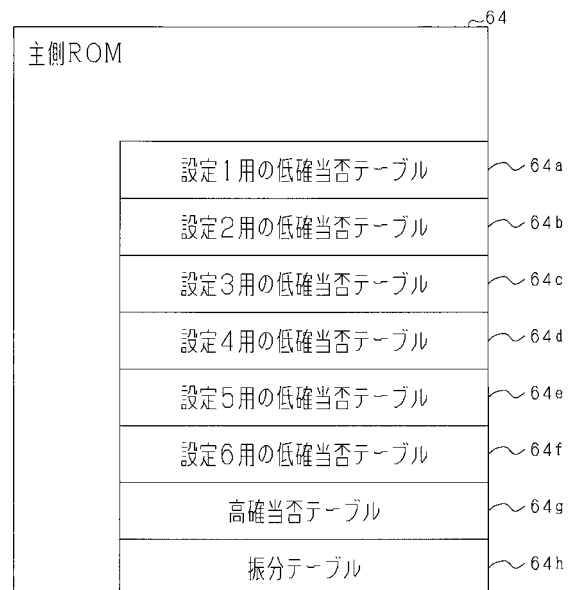 64
主側ROM
設定1用の低確当否テーブル 64a
設定2用の低確当否テーブル 64b
設定3用の低確当否テーブル 64c
設定4用の低確当否テーブル 64d
設定5用の低確当否テーブル 64e
設定6用の低確当否テーブル 64f
高確当否テーブル 64g
振分テーブル 64h